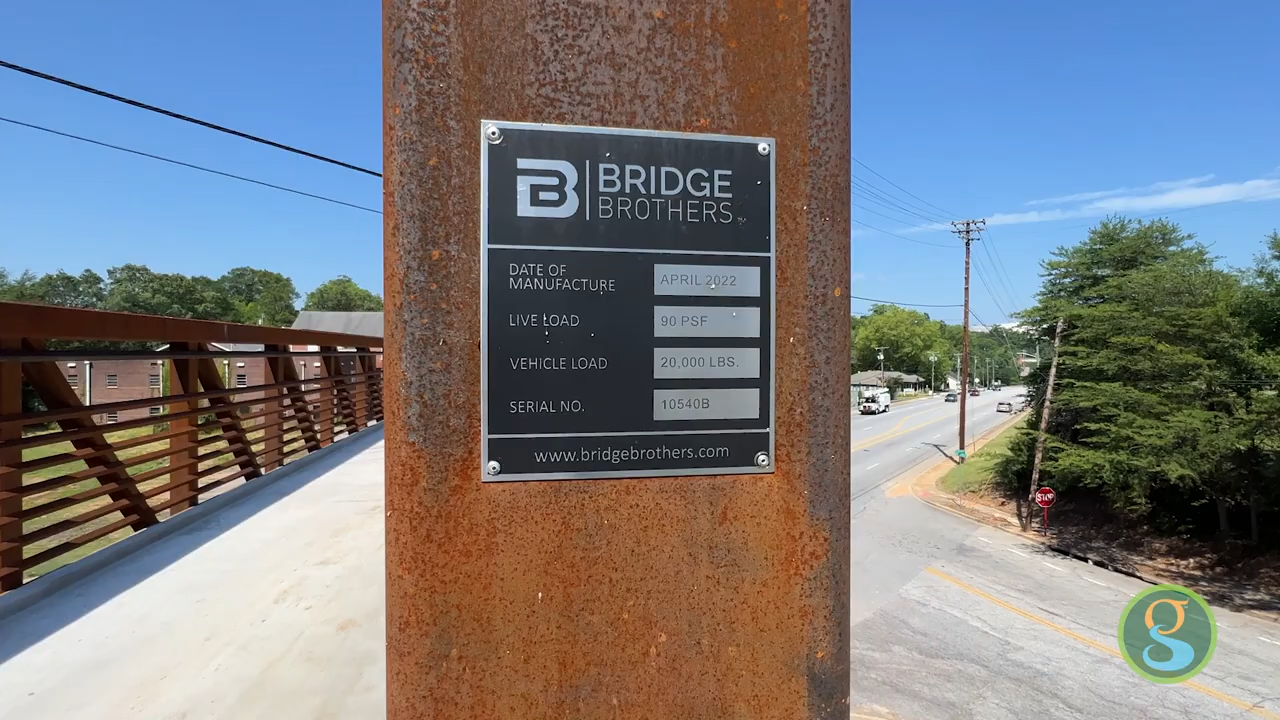 B BRIDGE
BROTHERS
DATE OF
MANUFACTURE
APRIL 2022
LIVE LOAD
90 PSF
VEHICLE LOAD
20,000 LBS.
SERIAL NO.
10540B
www.bridgebrothers.com
STOP
gs